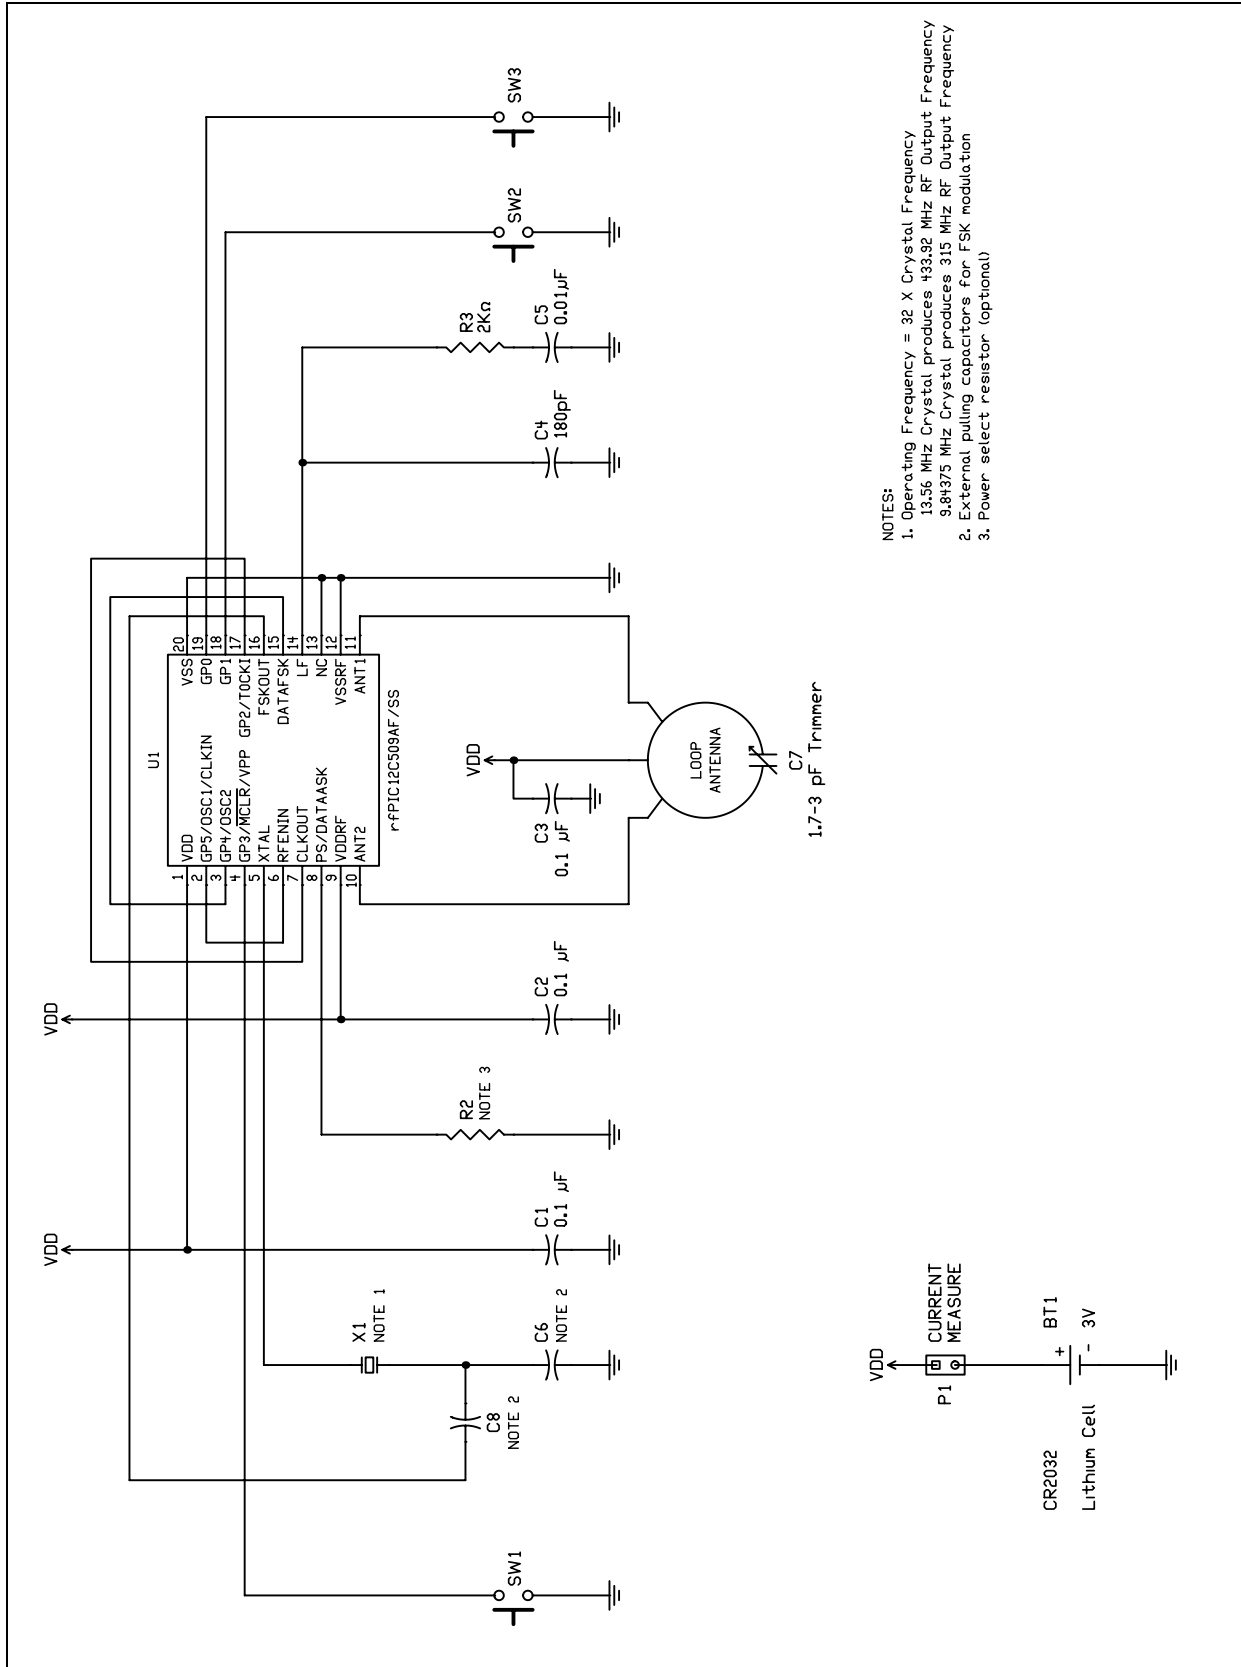 VDD
VDD
U1
1 VDD
2 GP5/OSC1/CLKIN
3 GP4/OSC2
4 GP3/MCLR/VPP
5 XTAL
6 RFENIN
7 CLKOUT
8 PS/DATAASK
9 VDDRF
10 ANT2
VSS 20
GP0 19
GP1 18
GP2/T0CKI 17
FSKOUT 16
DATAFSK 15
LF 14
NC 13
VSSRF 12
ANT1 11
rfPIC12C509AF/SS
X1
NOTE 1
C8
NOTE 2
SW1
C6
NOTE 2
C1
0.1 µF
R2
NOTE 3
C2
0.1 µF
VDD
C3
0.1 µF
LOOP
ANTENNA
C7
1.7-3 pF Trimmer
C4
180pF
R3
2KΩ
C5
0.01µF
SW2
SW3
VDD
P1
CURRENT
MEASURE
CR2032
Lithium Cell
+
BT1
-
3V
NOTES:
1. Operating Frequency = 32 X Crystal Frequency
13.56 MHz Crystal produces 433.92 MHz RF Output Frequency
9.84375 MHz Crystal produces 315 MHz RF Output Frequency
2. External pulling capacitors for FSK modulation
3. Power select resistor (optional)